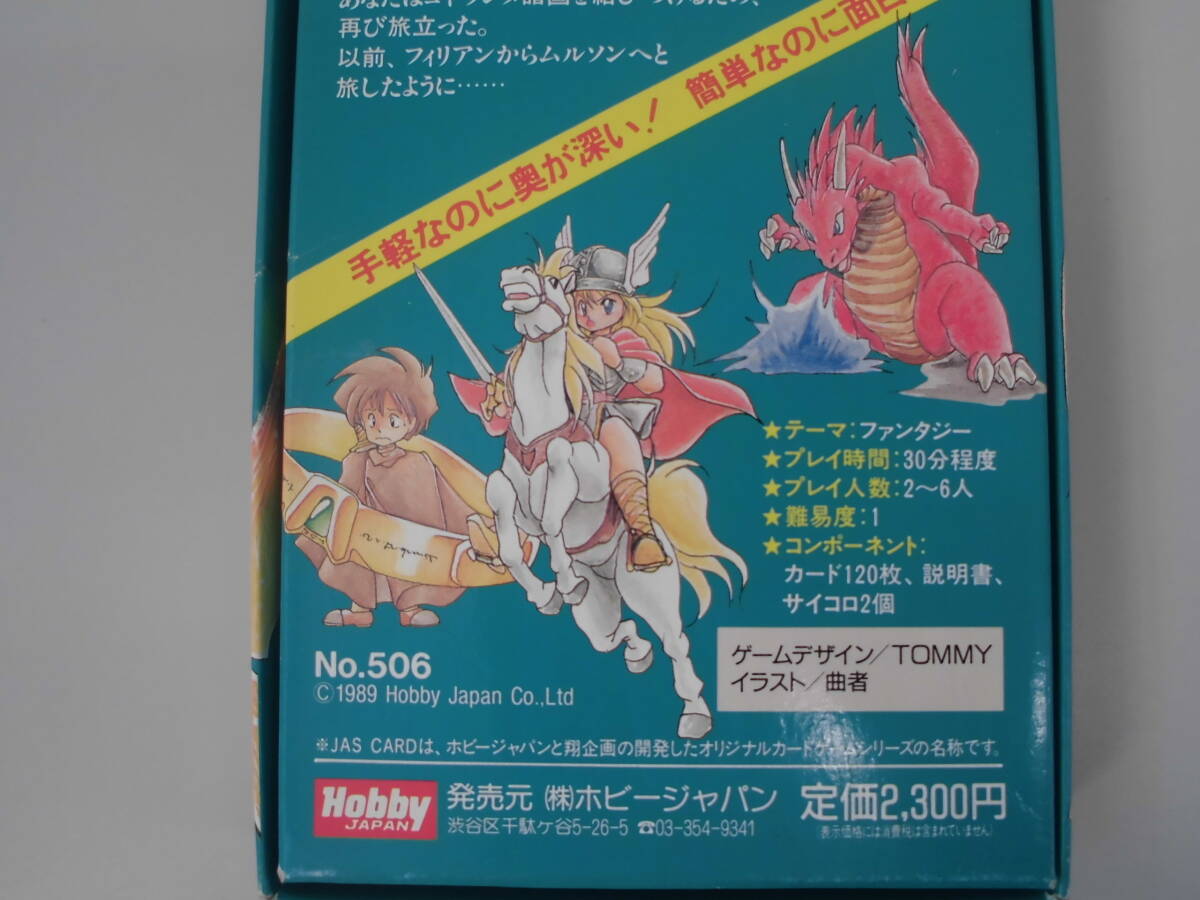 再び旅立った。
以前、フィリアンからムルソンへと
旅したように……
手軽なのに奥が深い! 簡単なのに面白
★テーマ:ファンタジー
★プレイ時間:30分程度
★プレイ人数:2〜6人
★難易度:1
★コンポーネント:
カード120枚、説明書、
サイコロ2個
ゲームデザイン/TOMMY
イラスト/曲者
No.506
©1989 Hobby Japan Co.,Ltd
※JAS CARDは、ホビージャパンと翔企画の開発したオリジナルカードゲームシリーズの名称です。
Hobby
JAPAN
発売元 (株)ホビージャパン
渋谷区千駄ケ谷5-26-5 ☎03-354-9341
定価2,300円
(表示価格には消費税は含まれていません)